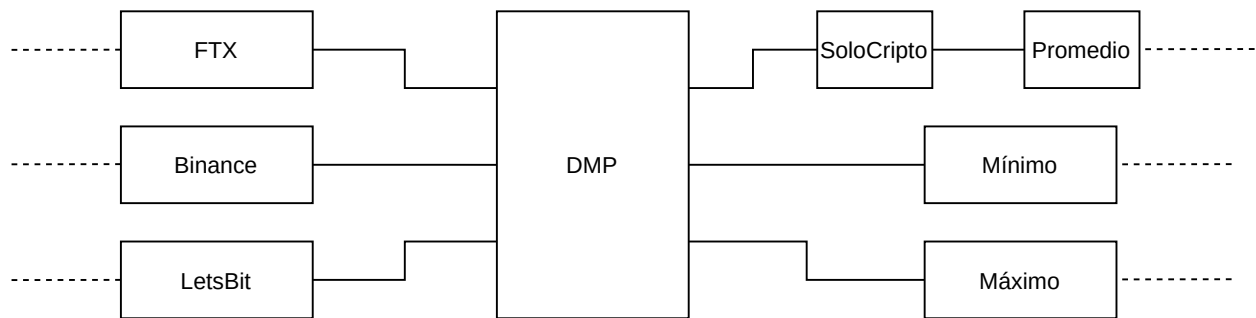 FTX
SoloCripto
Promedio
Binance
DMP
Mínimo
LetsBit
Máximo